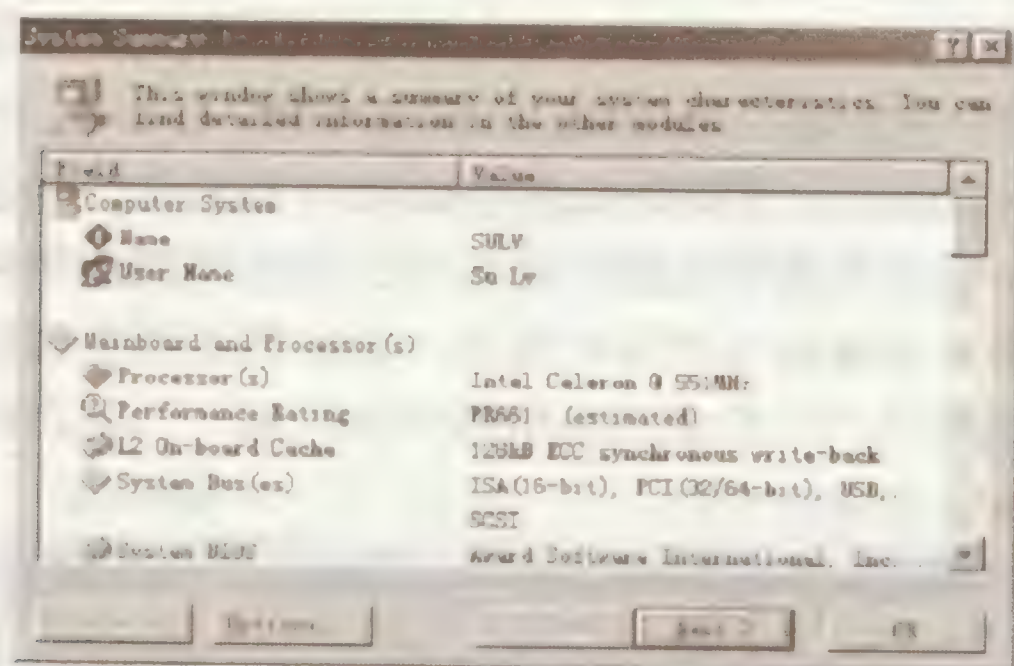 System Summary
This window shows a summary of your system characteristics. You can
find detailed information in the other modules
Field Value
Computer System
Name SULV
User Name Su Lv
Mainboard and Processor(s)
Processor(s) Intel Celeron @ 551MHz
Performance Rating PR661 (estimated)
L2 On-board Cache 128kB ECC synchronous write-back
System Bus(es) ISA(16-bit), PCI(32/64-bit), USB,
SCSI
System BIOS Award Software International, Inc.
Options
Next >
OK